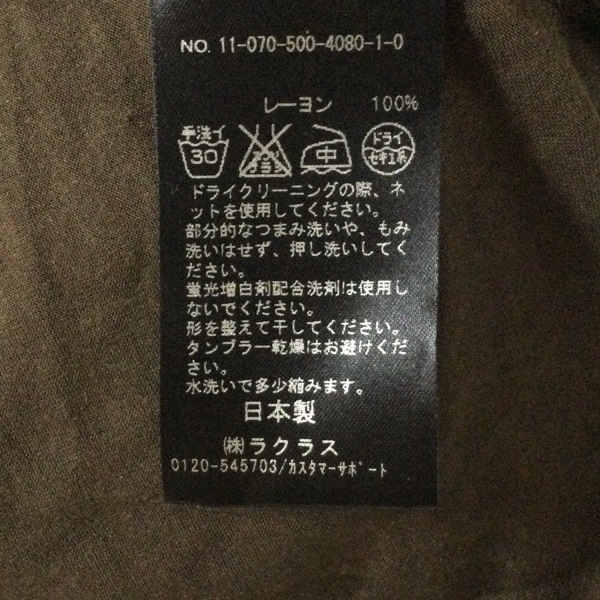 NO. 11-070-500-4080-1-0
レーヨン 100%
手洗イ 30 中 ドライ セキユ系
ドライクリーニングの際、ネ
ットを使用してください。
部分的なつまみ洗いや、もみ
洗いはせず、押し洗いしてく
ださい。
蛍光増白剤配合洗剤は使用し
ないでください。
形を整えて干してください。
タンブラー乾燥はお避けくだ
さい。
水洗いで多少縮みます。
日本製
㈱ラクラス
0120-545703/ｶｽﾀﾏｰｻﾎﾟｰﾄ